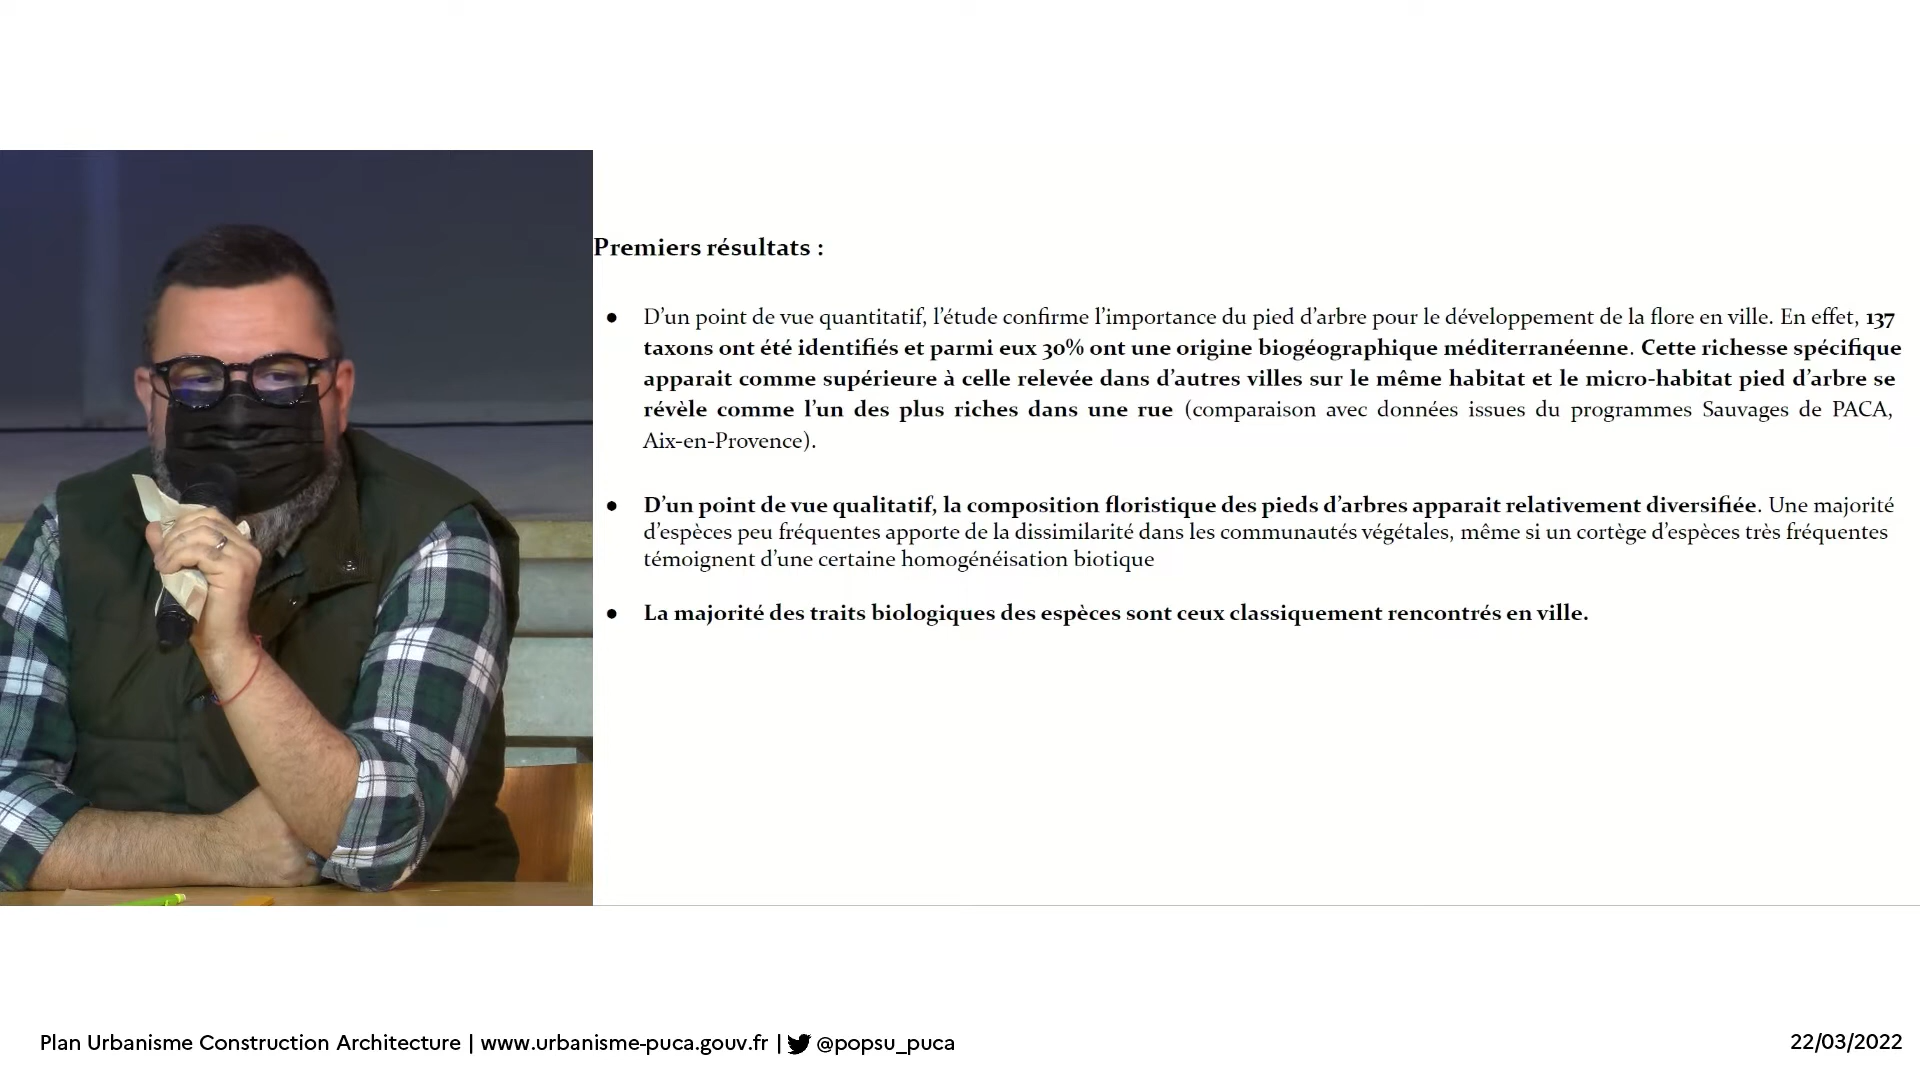 Premiers résultats :
● D’un point de vue quantitatif, l’étude confirme l’importance du pied d’arbre pour le développement de la flore en ville. En effet, 137
taxons ont été identifiés et parmi eux 30% ont une origine biogéographique méditerranéenne. Cette richesse spécifique
apparait comme supérieure à celle relevée dans d’autres villes sur le même habitat et le micro-habitat pied d’arbre se
révèle comme l’un des plus riches dans une rue (comparaison avec données issues du programmes Sauvages de PACA,
Aix-en-Provence).
● D’un point de vue qualitatif, la composition floristique des pieds d’arbres apparait relativement diversifiée. Une majorité
d’espèces peu fréquentes apporte de la dissimilarité dans les communautés végétales, même si un cortège d’espèces très fréquentes
témoignent d’une certaine homogénéisation biotique
● La majorité des traits biologiques des espèces sont ceux classiquement rencontrés en ville.
Plan Urbanisme Construction Architecture | www.urbanisme-puca.gouv.fr | @popsu_puca
22/03/2022